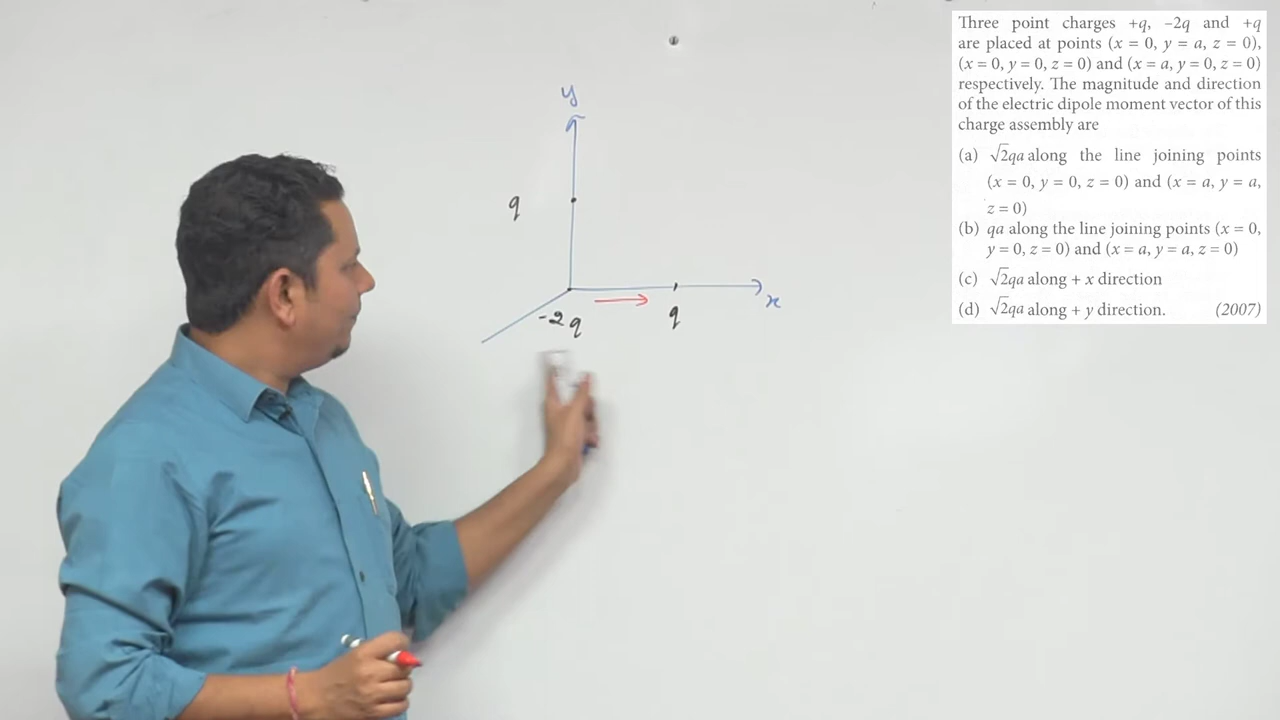 y
q
-2q
q
x
Three point charges +q, –2q and +q
are placed at points (x = 0, y = a, z = 0),
(x = 0, y = 0, z = 0) and (x = a, y = 0, z = 0)
respectively. The magnitude and direction
of the electric dipole moment vector of this
charge assembly are
(a) √2qa along the line joining points
(x = 0, y = 0, z = 0) and (x = a, y = a,
z = 0)
(b) qa along the line joining points (x = 0,
y = 0, z = 0) and (x = a, y = a, z = 0)
(c) √2qa along + x direction
(d) √2qa along + y direction. (2007)